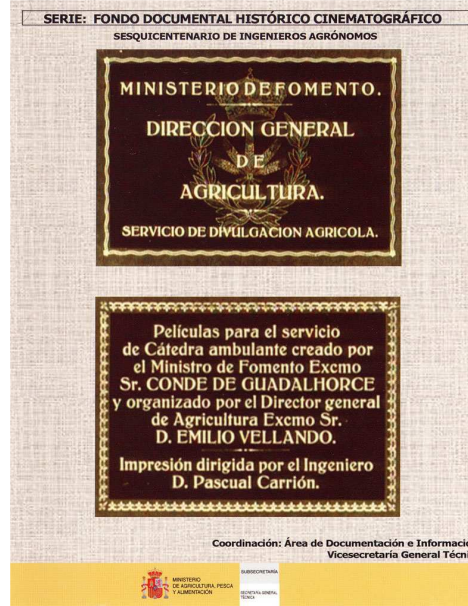 SERIE: FONDO DOCUMENTAL HISTÓRICO CINEMATOGRÁFICO
SESQUICENTENARIO DE INGENIEROS AGRÓNOMOS
MINISTERIO DE FOMENTO.
DIRECCION GENERAL
DE
AGRICULTURA.
SERVICIO DE DIVULGACION AGRICOLA.
Películas para el servicio
de Cátedra ambulante creado por
el Ministro de Fomento Excmo
Sr. CONDE DE GUADALHORCE
y organizado por el Director general
de Agricultura Excmo Sr.
D. EMILIO VELLANDO.
Impresión dirigida por el Ingeniero
D. Pascual Carrión.
Coordinación: Área de Documentación e Informació
Vicesecretaría General Técni
MINISTERIO
DE AGRICULTURA, PESCA
Y ALIMENTACIÓN
SUBSECRETARÍA
SECRETARÍA GENERAL
TÉCNICA